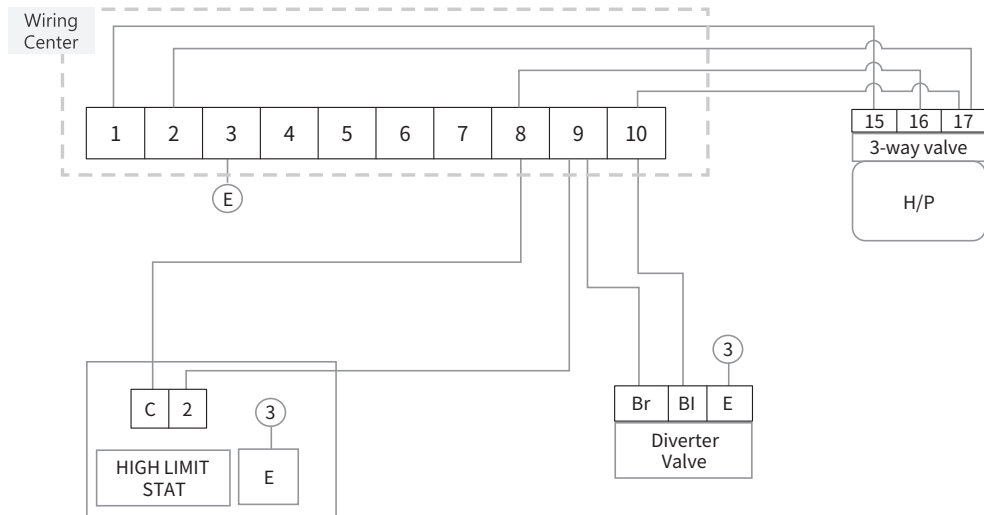 Wiring
Center
1 2 3 4 5 6 7 8 9 10
E
15 16 17
3-way valve
H/P
C 2
3
HIGH LIMIT
STAT
E
3
Br Bl E
Diverter
Valve